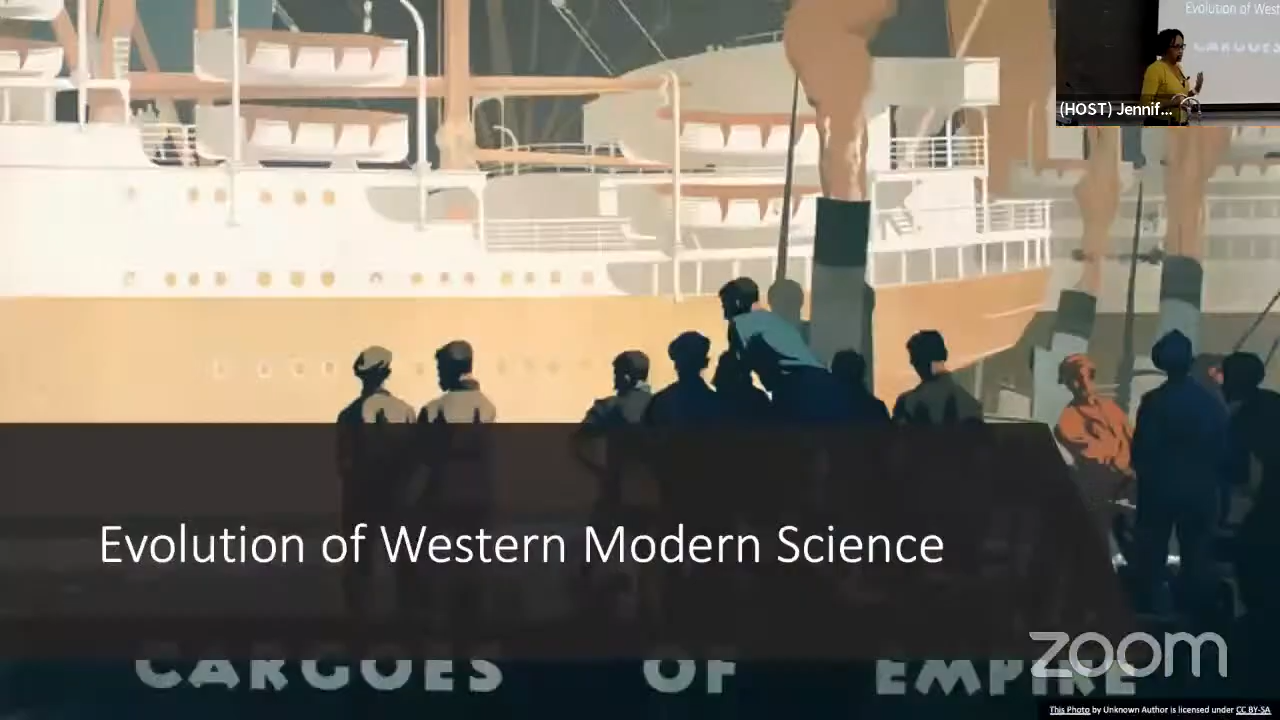 Evolution of West
CARGOES
(HOST) Jennif...
Evolution of Western Modern Science
CARGOES OF EMPIRE
zoom
This Photo by Unknown Author is licensed under CC BY-SA